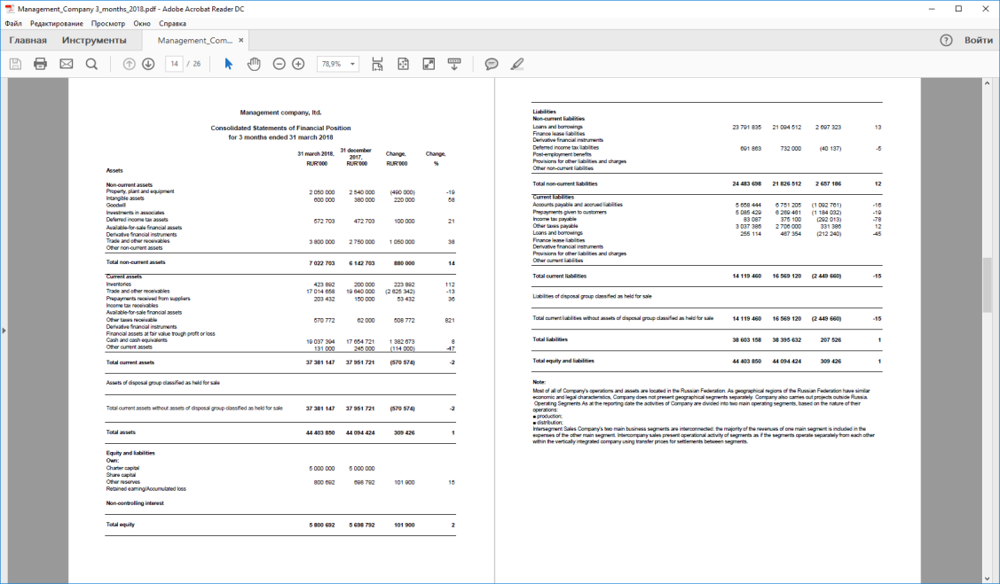 Management_Company 3_months_2018.pdf - Adobe Acrobat Reader DC
Файл Редактирование Просмотр Окно Справка
Главная Инструменты Management_Com... × ? Войти
14 / 26 78,9%
Management company, ltd.
Consolidated Statements of Financial Position
for 3 months ended 31 march 2018
31 march 2018, RUR'000 31 december 2017, RUR'000 Change, RUR'000 Change, %
Assets
Non-current assets
Property, plant and equipment 2 050 000 2 540 000 (490 000) -19
Intangible assets 600 000 380 000 220 000 58
Goodwill
Investments in associates
Deferred income tax assets 572 703 472 703 100 000 21
Available-for-sale financial assets
Derivative financial instruments
Trade and other receivables 3 800 000 2 750 000 1 050 000 38
Other non-current assets
Total non-current assets 7 022 703 6 142 703 880 000 14
Current assets
Inventories 423 892 200 000 223 892 112
Trade and other receivables 17 014 658 19 640 000 (2 625 342) -13
Prepayments received from suppliers 203 432 150 000 53 432 36
Income tax receivables
Available-for-sale financial assets
Other taxes receivable 570 772 62 000 508 772 821
Derivative financial instruments
Financial assets at fair value trough profit or loss
Cash and cash equivalents 19 037 394 17 654 721 1 382 673 8
Other current assets 131 000 245 000 (114 000) -47
Total current assets 37 381 147 37 951 721 (570 574) -2
Assets of disposal group classified as held for sale
Total current assets without assets of disposal group classified as held for sale 37 381 147 37 951 721 (570 574) -2
Total assets 44 403 850 44 094 424 309 426 1
Equity and liabilities
Own:
Charter capital 5 000 000 5 000 000
Share capital
Other reserves 800 692 698 792 101 900 15
Retained earning/Accumulated loss
Non-controlling interest
Total equity 5 800 692 5 698 792 101 900 2
Liabilities
Non-current liabilities
Loans and borrowings 23 791 835 21 094 512 2 697 323 13
Finance lease liabilities
Derivative financial instruments
Deferred income tax liabilities 691 863 732 000 (40 137) -5
Post-employment benefits
Provisions for other liabilities and charges
Other non-current liabilities
Total non-current liabilities 24 483 698 21 826 512 2 657 186 12
Current liabilities
Accounts payable and accrued liabilities 5 658 444 6 751 205 (1 092 761) -16
Prepayments given to customers 5 085 429 6 269 461 (1 184 032) -19
Income tax payable 83 087 375 100 (292 013) -78
Other taxes payable 3 037 386 2 706 000 331 386 12
Loans and borrowings 255 114 467 354 (212 240) -45
Finance lease liabilities
Derivative financial instruments
Provisions for other liabilities and charges
Other current liabilities
Total current liabilities 14 119 460 16 569 120 (2 449 660) -15
Liabilities of disposal group classified as held for sale
Total current liabilities without assets of disposal group classified as held for sale 14 119 460 16 569 120 (2 449 660) -15
Total liabilities 38 603 158 38 395 632 207 526 1
Total equity and liabilities 44 403 850 44 094 424 309 426 1
Note:
Most of all of Company's operations and assets are located in the Russian Federation. As geographical regions of the Russian Federation have similar
economic and legal characteristics, Company does not present geographical segments separately. Company also carries out projects outside Russia.
Operating Segments As at the reporting date the activities of Company are divided into two main operating segments, based on the nature of their
operations:
■ production;
■ distribution;
Intersegment Sales Company's two main business segments are interconnected: the majority of the revenues of one main segment is included in the
expenses of the other main segment. Intercompany sales present operational activity of segments as if the segments operate separately from each other
within the vertically integrated company using transfer prices for settlements between segments.